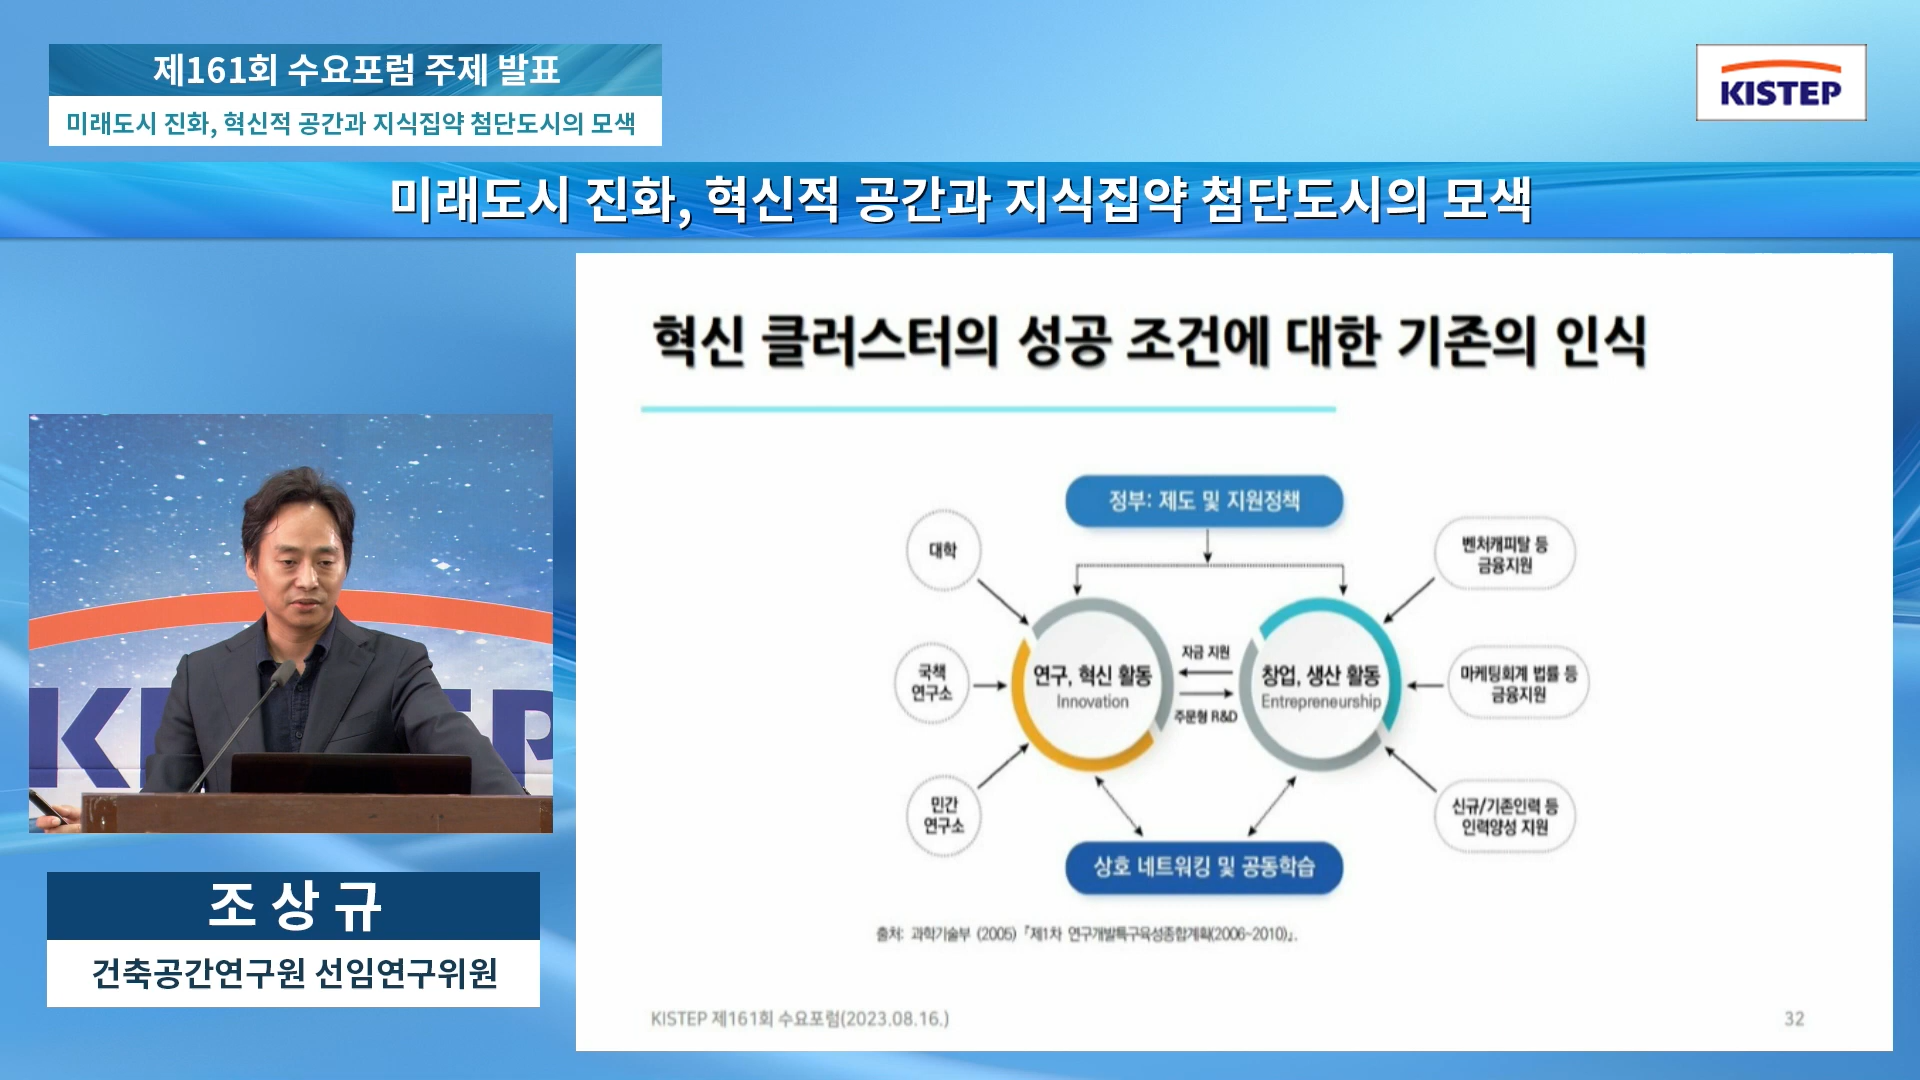 제161회 수요포럼 주제 발표
미래도시 진화, 혁신적 공간과 지식집약 첨단도시의 모색
KISTEP
미래도시 진화, 혁신적 공간과 지식집약 첨단도시의 모색
혁신 클러스터의 성공 조건에 대한 기존의 인식
정부: 제도 및 지원정책
대학
벤처캐피탈 등
금융지원
국책
연구소
연구, 혁신 활동
Innovation
자금 지원
주문형 R&D
창업, 생산 활동
Entrepreneurship
마케팅회계 법률 등
금융지원
민간
연구소
신규/기존인력 등
인력양성 지원
상호 네트워킹 및 공동학습
출처: 과학기술부 (2005) 『제1차 연구개발특구육성종합계획(2006~2010)』.
KISTEP 제161회 수요포럼(2023.08.16.)
32
조상규
건축공간연구원 선임연구위원